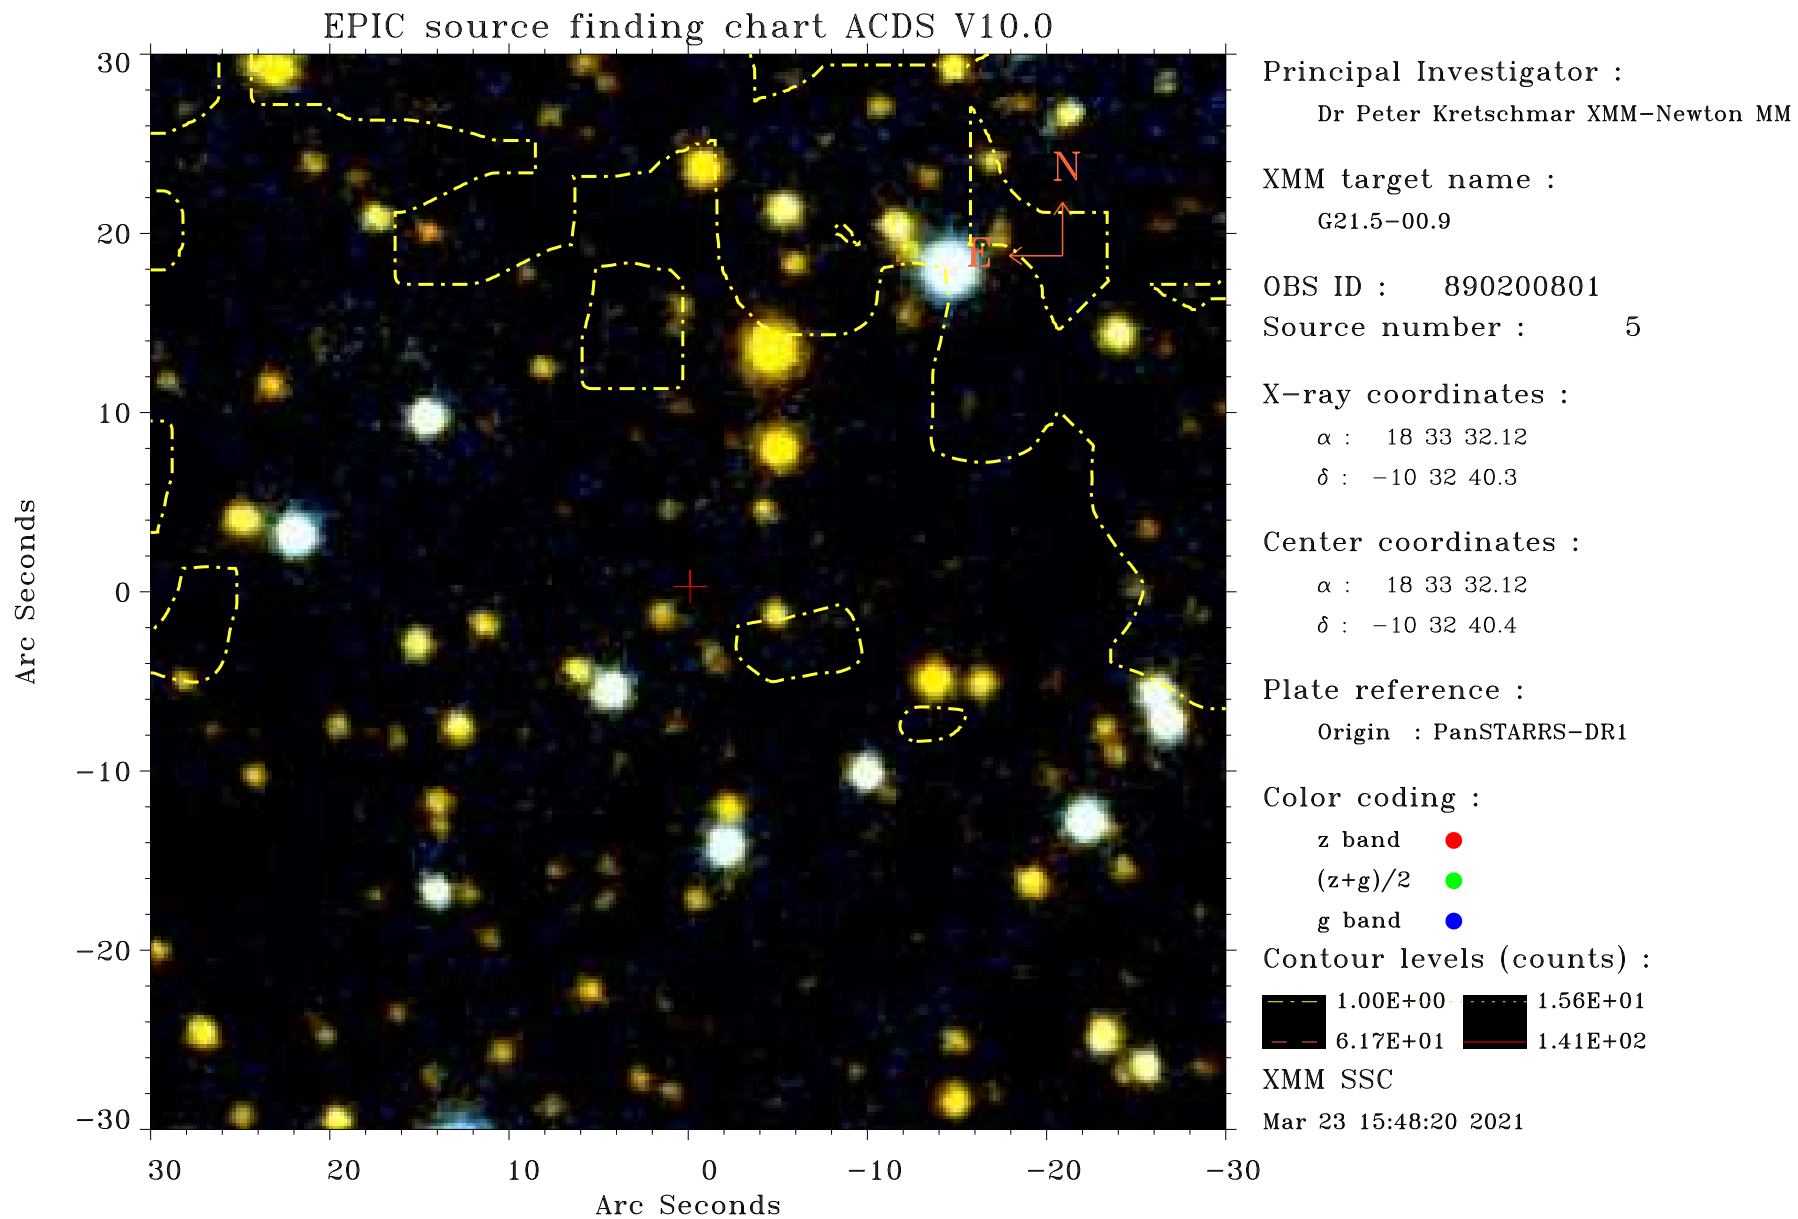 EPIC source finding chart ACDS V10.0
30
20
10
0
-10
-20
-30
Arc Seconds
N
E
30 20 10 0 -10 -20 -30
Arc Seconds
Principal Investigator :
Dr Peter Kretschmar XMM-Newton MM
XMM target name :
G21.5-00.9
OBS ID : 890200801
Source number : 5
X-ray coordinates :
α : 18 33 32.12
δ : -10 32 40.3
Center coordinates :
α : 18 33 32.12
δ : -10 32 40.4
Plate reference :
Origin : PanSTARRS-DR1
Color coding :
z band
(z+g)/2
g band
Contour levels (counts) :
1.00E+00 1.56E+01
6.17E+01 1.41E+02
XMM SSC
Mar 23 15:48:20 2021